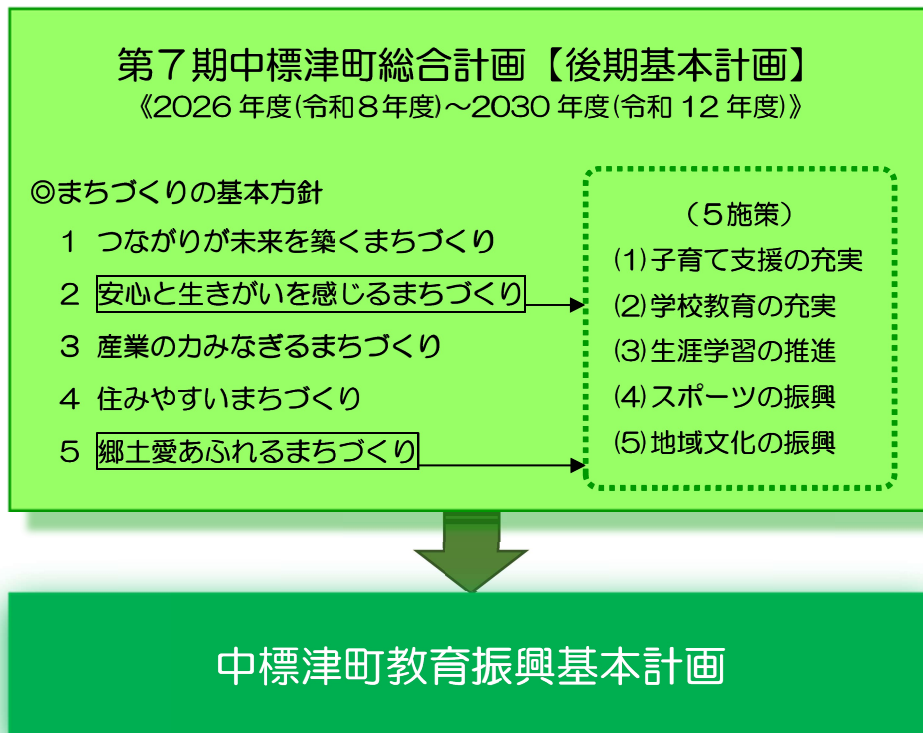 第７期中標津町総合計画【後期基本計画】
《2026 年度(令和８年度)～2030 年度(令和 12 年度)》
◎まちづくりの基本方針
１ つながりが未来を築くまちづくり
２ 安心と生きがいを感じるまちづくり
３ 産業の力みなぎるまちづくり
４ 住みやすいまちづくり
５ 郷土愛あふれるまちづくり
（５施策）
(1)子育て支援の充実
(2)学校教育の充実
(3)生涯学習の推進
(4)スポーツの振興
(5)地域文化の振興
中標津町教育振興基本計画